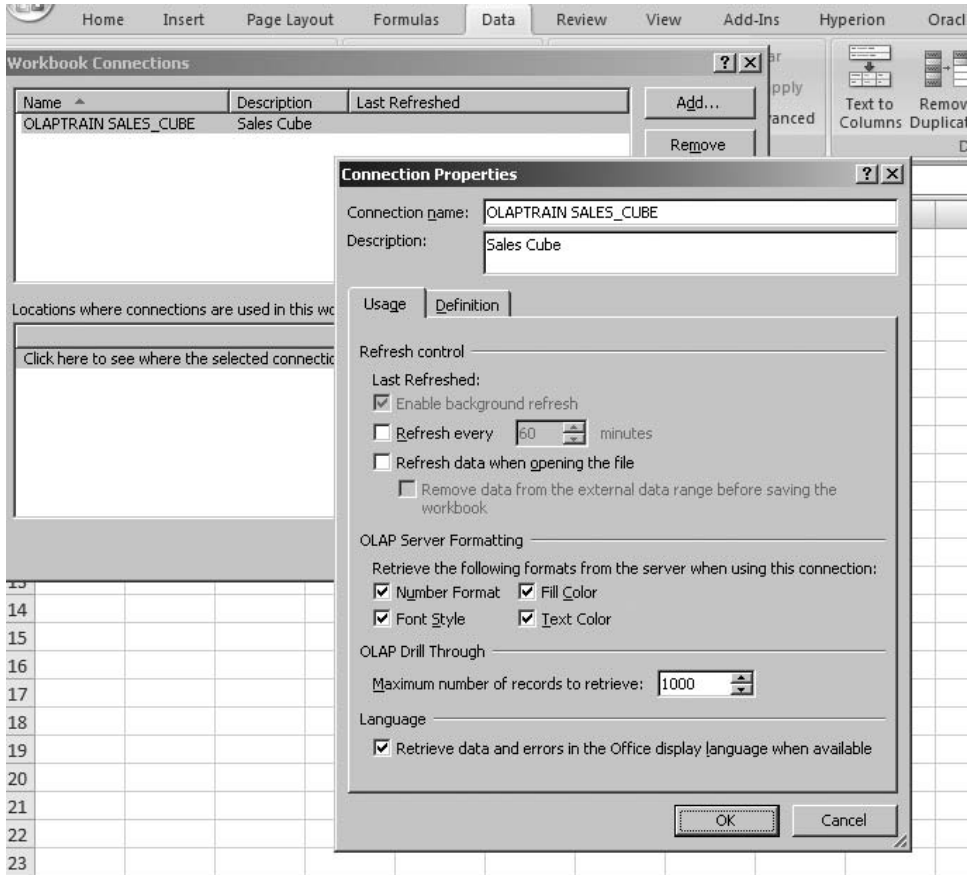 Home Insert Page Layout Formulas Data Review View Add-Ins Hyperion
Workbook Connections
Text to
Columns
Name Description Last Refreshed
OLAPTRAIN SALES_CUBE Sales Cube
Add...
Remove
Locations where connections are used in this
Click here to see where the selected
Connection Properties
Connection name: OLAPTRAIN SALES_CUBE
Description: Sales Cube
Usage Definition
Refresh control
Last Refreshed:
Enable background refresh
Refresh every 60 minutes
Refresh data when opening the file
Remove data from the external data range before saving the
workbook
OLAP Server Formatting
Retrieve the following formats from the server when using this connection:
Number Format Fill Color
Font Style Text Color
OLAP Drill Through
Maximum number of records to retrieve: 1000
Language
Retrieve data and errors in the Office display language when available
OK Cancel
14
15
16
17
18
19
20
21
22
23